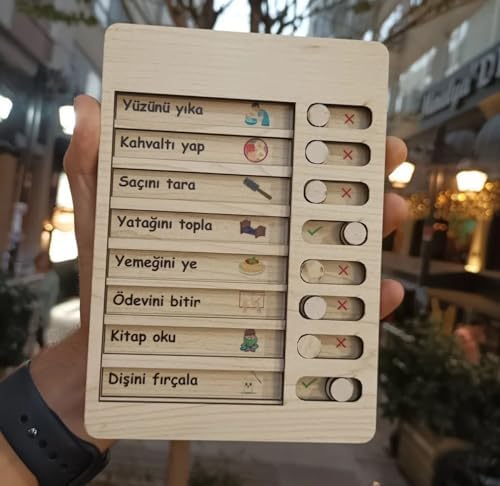 Yüzünü yıka
Kahvaltı yap
Saçını tara
Yatağını topla
Yemeğini ye
Ödevini bitir
Kitap oku
Dişini fırçala